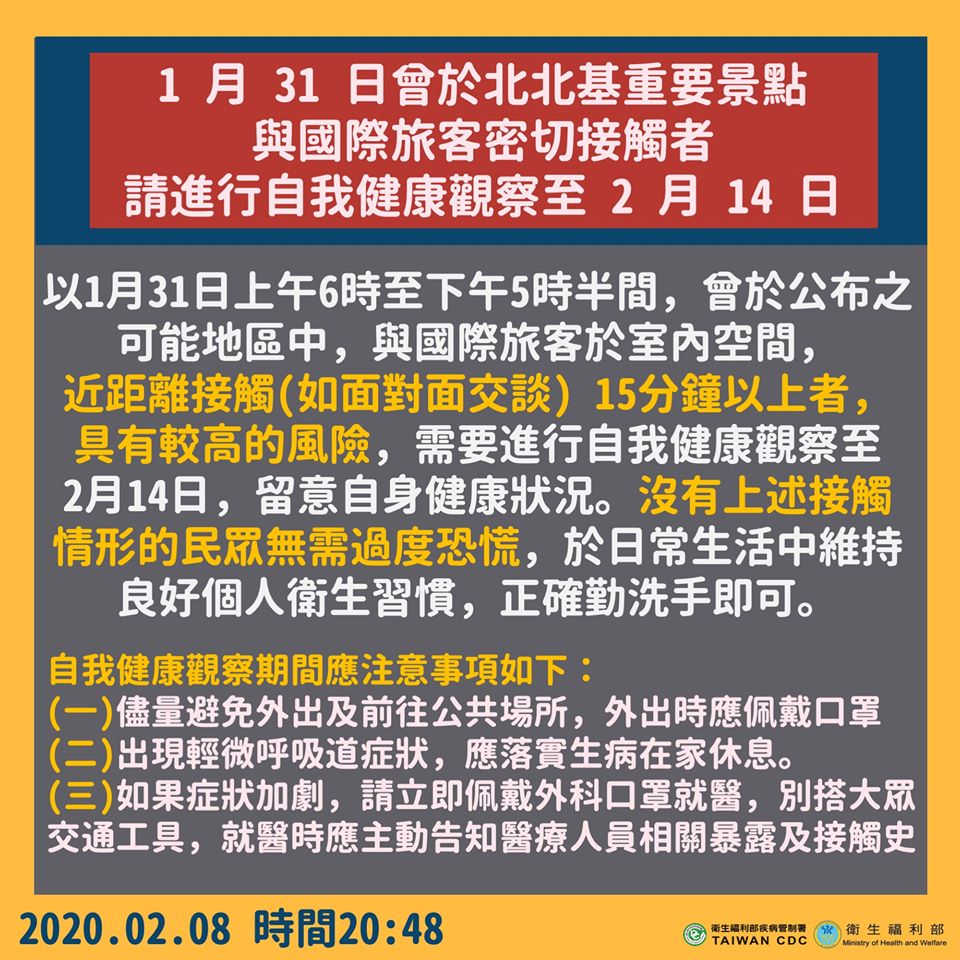 1 月 31 日曾於北北基重要景點
與國際旅客密切接觸者
請進行自我健康觀察至 2 月 14 日
以1月31日上午6時至下午5時半間，曾於公布之
可能地區中，與國際旅客於室內空間，
近距離接觸(如面對面交談) 15分鐘以上者，
具有較高的風險，需要進行自我健康觀察至
2月14日，留意自身健康狀況。沒有上述接觸
情形的民眾無需過度恐慌，於日常生活中維持
良好個人衛生習慣，正確勤洗手即可。
自我健康觀察期間應注意事項如下：
(一)儘量避免外出及前往公共場所，外出時應佩戴口罩
(二)出現輕微呼吸道症狀，應落實生病在家休息。
(三)如果症狀加劇，請立即佩戴外科口罩就醫，別搭大眾
交通工具，就醫時應主動告知醫療人員相關暴露及接觸史
2020.02.08 時間20:48
衛生福利部疾病管制署
TAIWAN CDC
衛生福利部
Ministry of Health and Welfare